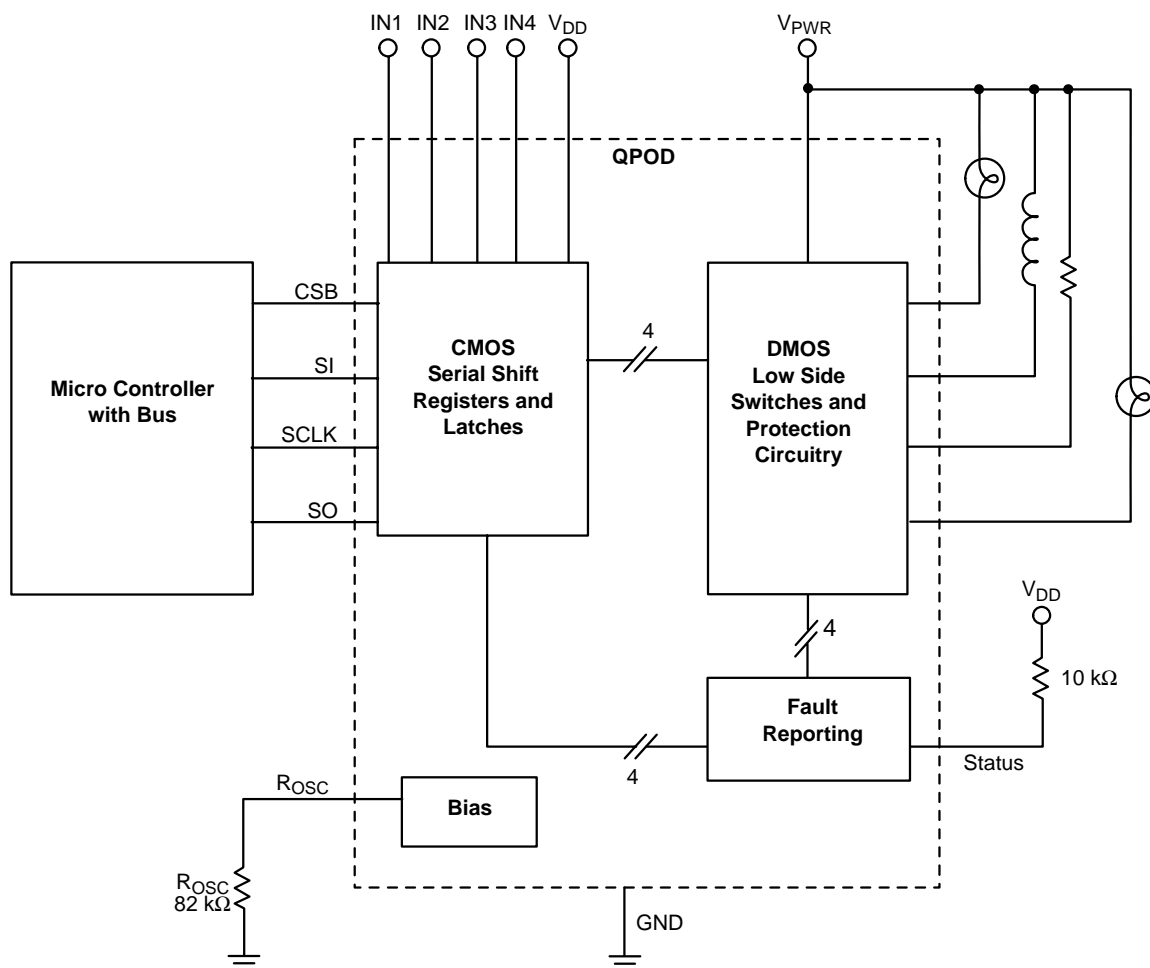 IN1 IN2 IN3 IN4 VDD
VPWR
QPOD
Micro Controller
with Bus
CSB
SI
SCLK
SO
CMOS
Serial Shift
Registers and
Latches
4
DMOS
Low Side
Switches and
Protection
Circuitry
4
VDD
10 kΩ
Fault
Reporting
Status
4
ROSC
Bias
ROSC
82 kΩ
GND